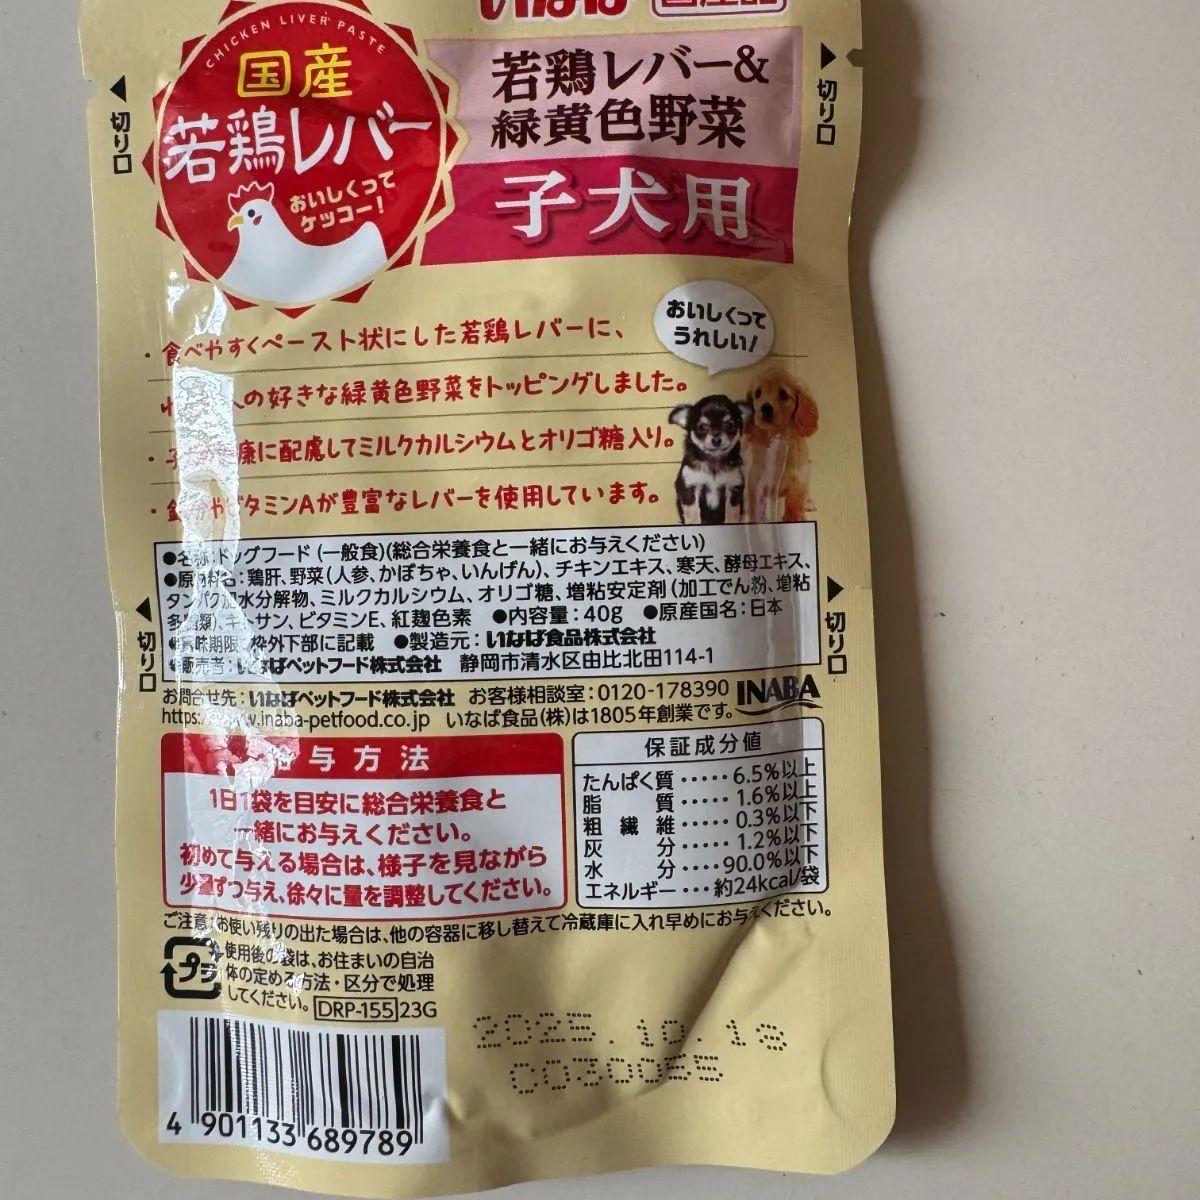 いなば 国産品
CHICKEN LIVER PASTE
国産
若鶏レバー
おいしくって
ケッコー!
若鶏レバー&
緑黄色野菜
子犬用
切り口
切り口
おいしくって
うれしい!
・食べやすくペースト状にした若鶏レバーに、
の好きな緑黄色野菜をトッピングしました。
・康に配慮してミルクカルシウムとオリゴ糖入り。
・ビタミンAが豊富なレバーを使用しています。
●名称:ドッグフード(一般食)(総合栄養食と一緒にお与えください)
●原材料名:鶏肝、野菜(人参、かぼちゃ、いんげん)、チキンエキス、寒天、酵母エキス、
タンパク加水分解物、ミルクカルシウム、オリゴ糖、増粘安定剤(加工でん粉、増粘
多糖類)、キトサン、ビタミンE、紅麹色素 ●内容量:40g ●原産国名:日本
●賞味期限:枠外下部に記載 ●製造元:いなば食品株式会社
●販売者:いなばペットフード株式会社 静岡市清水区由比北田114-1
切り口
切り口
お問合せ先:いなばペットフード株式会社 お客様相談室:0120-178390
https://www.inaba-petfood.co.jp いなば食品(株)は1805年創業です。
INABA
給与方法
1日1袋を目安に総合栄養食と
一緒にお与えください。
初めて与える場合は、様子を見ながら
少量ずつ与え、徐々に量を調整してください。
保証成分値
たんぱく質・・・・・6.5%以上
脂質・・・・・1.6%以上
粗繊維・・・・・0.3%以下
灰分・・・・・1.2%以下
水分・・・・90.0%以下
エネルギー・・・約24kcal/袋
ご注意:お使い残りの出た場合は、他の容器に移し替えて冷蔵庫に入れ早めにお与えください。
プラ
使用後の袋は、お住まいの自治
体の定める方法・区分で処理
してください。 DRP-155 23G
2025.10.18
0030055
4 901133 689789